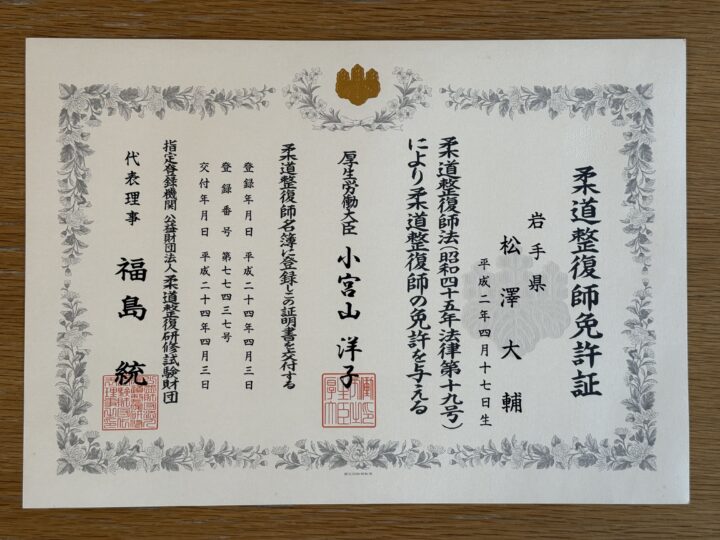 柔道整復師免許証
岩手県
松澤大輔
平成二年四月十七日生
柔道整復師法(昭和四十五年法律第十九号)
により柔道整復師の免許を与える
厚生労働大臣 小宮山洋子
柔道整復師名簿に登録しこの証明書を交付する
登録年月日 平成二十四年四月三日
登録番号 第七七四三七号
交付年月日 平成二十四年四月三日
指定登録機関 公益財団法人 柔道整復研修試験財団
代表理事 福島統